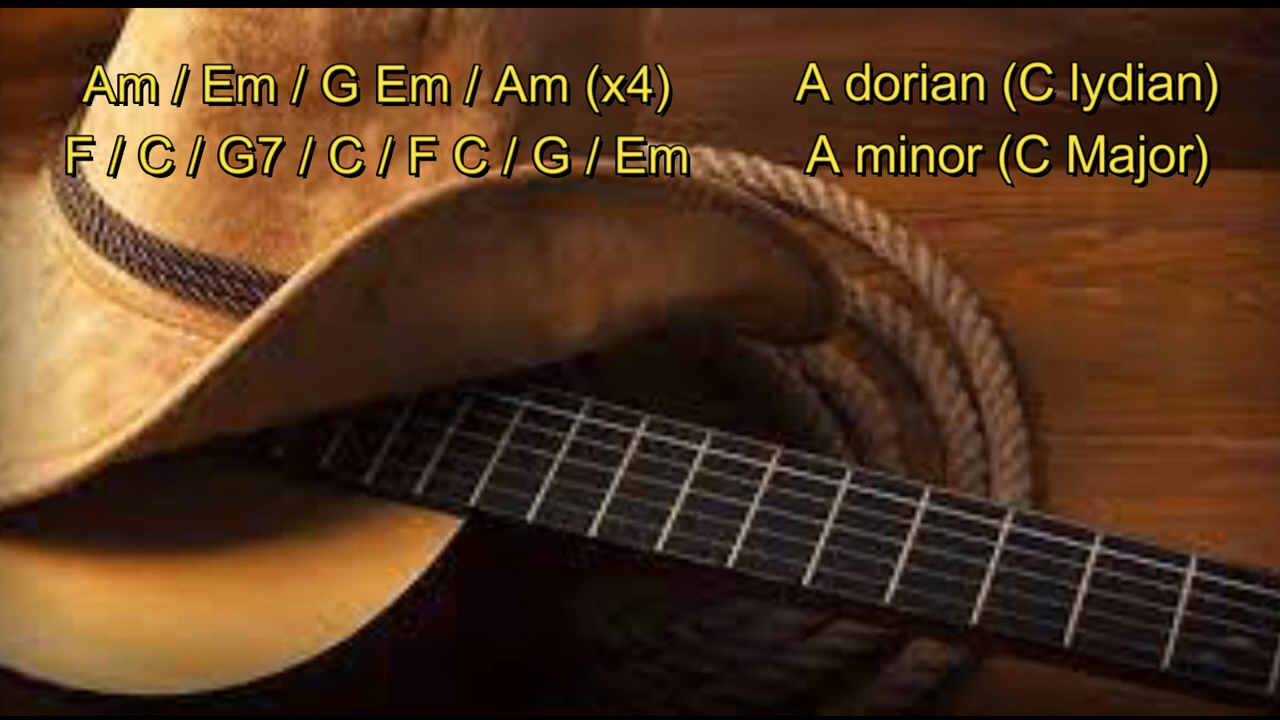 Am / Em / G Em / Am (x4) A dorian (C lydian)
F / C / G7 / C / F C / G / Em A minor (C Major)